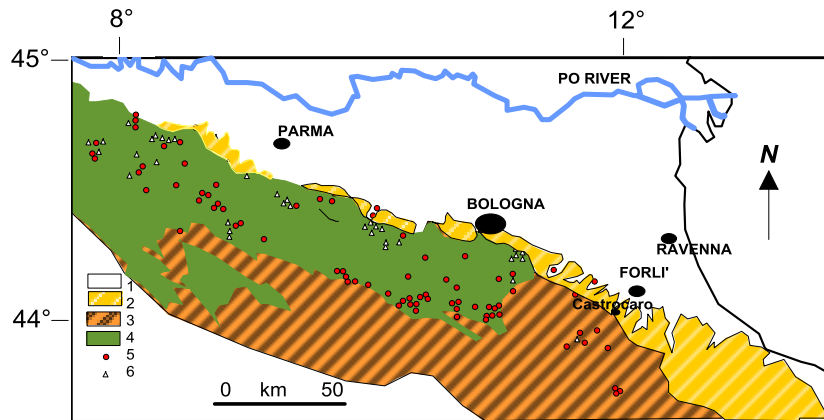 8° 12°
45°
PO RIVER
PARMA
N
BOLOGNA
RAVENNA
FORLI'
1
2
Castrocaro
3
44°
4
5
6
0 km 50